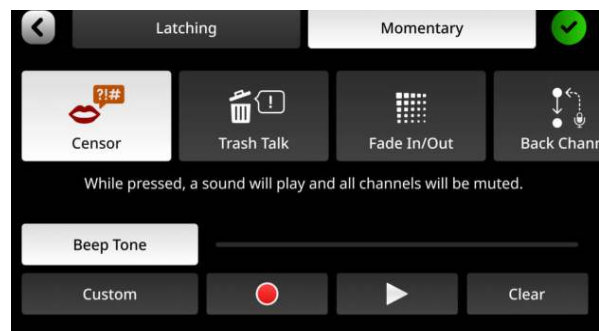 Latching
Momentary
?!#
!
Censor
Trash Talk
Fade In/Out
Back Chann
While pressed, a sound will play and all channels will be muted.
Beep Tone
Custom
Clear